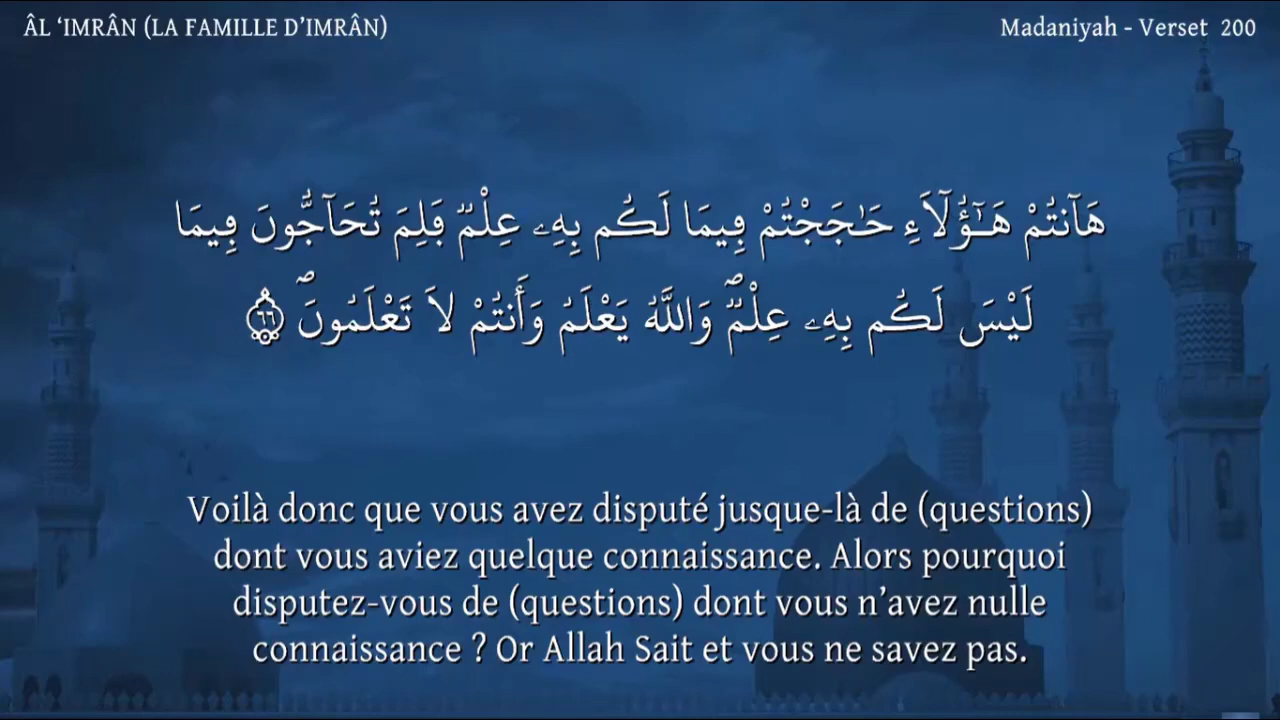 ÂL ‘IMRÂN (LA FAMILLE D’IMRÂN)
Madaniyah - Verset 200
هَآنتُمْ هَـٰٓؤُلَآءِ حَـٰجَجْتُمْ فِيمَا لَكُم بِهِۦ عِلْمٌ فَلِمَ تُحَآجُّونَ فِيمَا
لَيْسَ لَكُم بِهِۦ عِلْمٌ ۚ وَاللَّهُ يَعْلَمُ وَأَنتُمْ لَا تَعْلَمُونَ ۝٦٦
Voilà donc que vous avez disputé jusque-là de (questions)
dont vous aviez quelque connaissance. Alors pourquoi
disputez-vous de (questions) dont vous n’avez nulle
connaissance ? Or Allah Sait et vous ne savez pas.